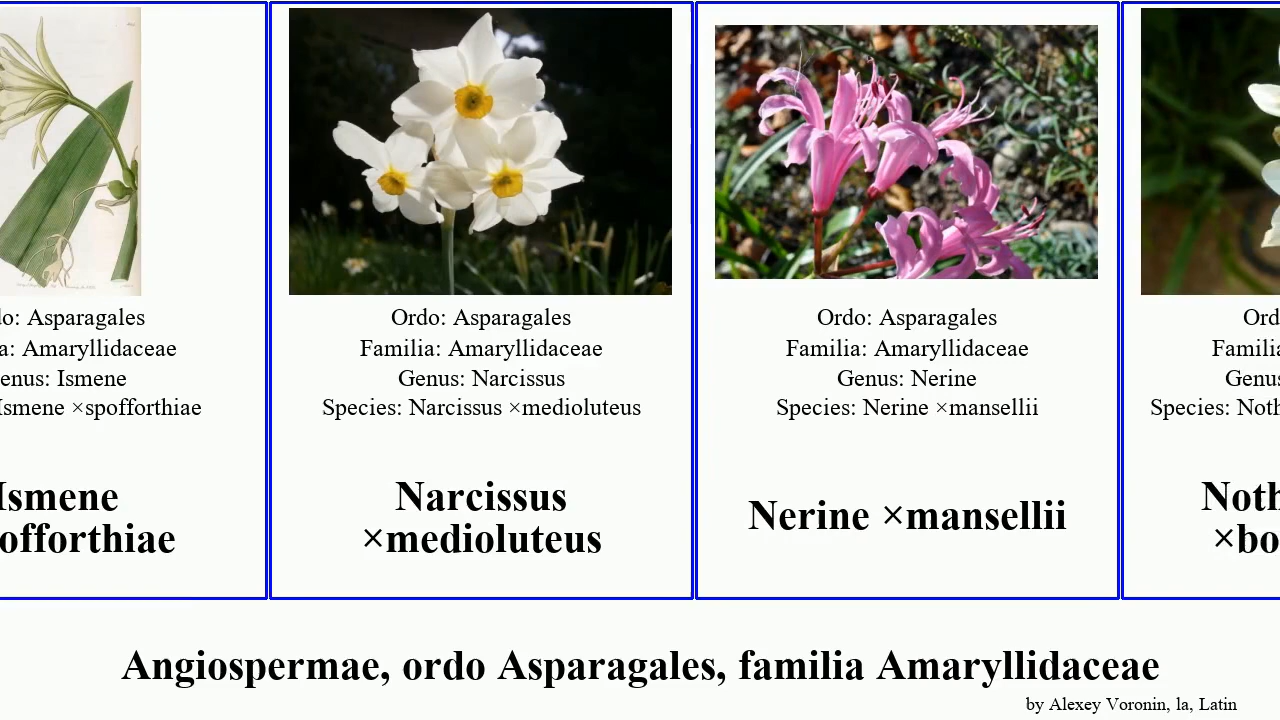 do: Asparagales
a: Amaryllidaceae
enus: Ismene
Ismene ×spofforthiae
Ismene
offorthiae
Ordo: Asparagales
Familia: Amaryllidaceae
Genus: Narcissus
Species: Narcissus ×medioluteus
Narcissus
×medioluteus
Ordo: Asparagales
Familia: Amaryllidaceae
Genus: Nerine
Species: Nerine ×mansellii
Nerine ×mansellii
Ord
Familia
Genus
Species: Noth
Noth
×bo
Angiospermae, ordo Asparagales, familia Amaryllidaceae
by Alexey Voronin, la, Latin